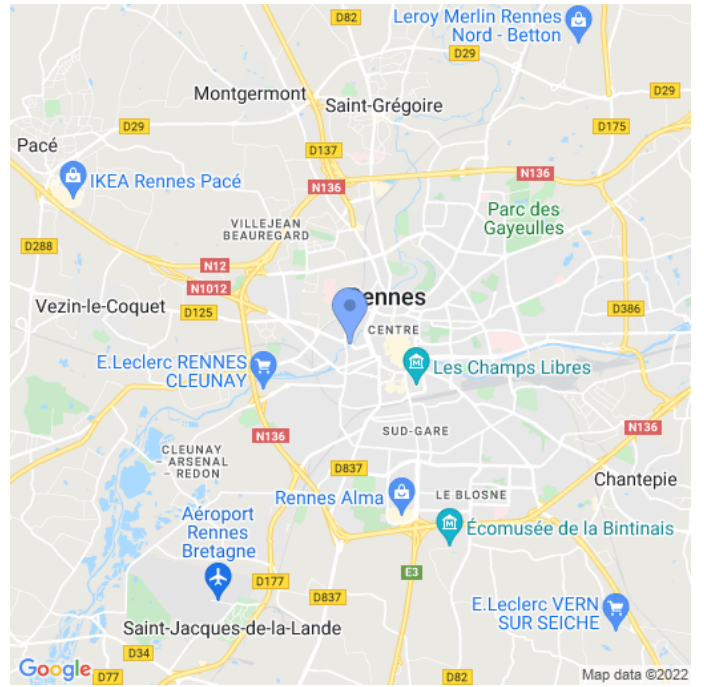 D82
Leroy Merlin Rennes
Nord - Betton
D29
Montgermont
Saint-Grégoire
D29
D29
D175
Pacé
D137
IKEA Rennes Pacé
N136
N136
Parc des
Gayeulles
VILLEJEAN
BEAUREGARD
D288
N12
N1012
Rennes
Vezin-le-Coquet
D125
D386
CENTRE
E.Leclerc RENNES
CLEUNAY
Les Champs Libres
N136
N136
SUD-GARE
CLEUNAY
- ARSENAL
- REDON
D837
Chantepie
Rennes Alma
LE BLOSNE
Aéroport
Rennes
Bretagne
Écomusée de la Bintinais
E3
D177
D837
E.Leclerc VERN
SUR SEICHE
Saint-Jacques-de-la-Lande
D34
Google
D77
D82
Map data ©2022